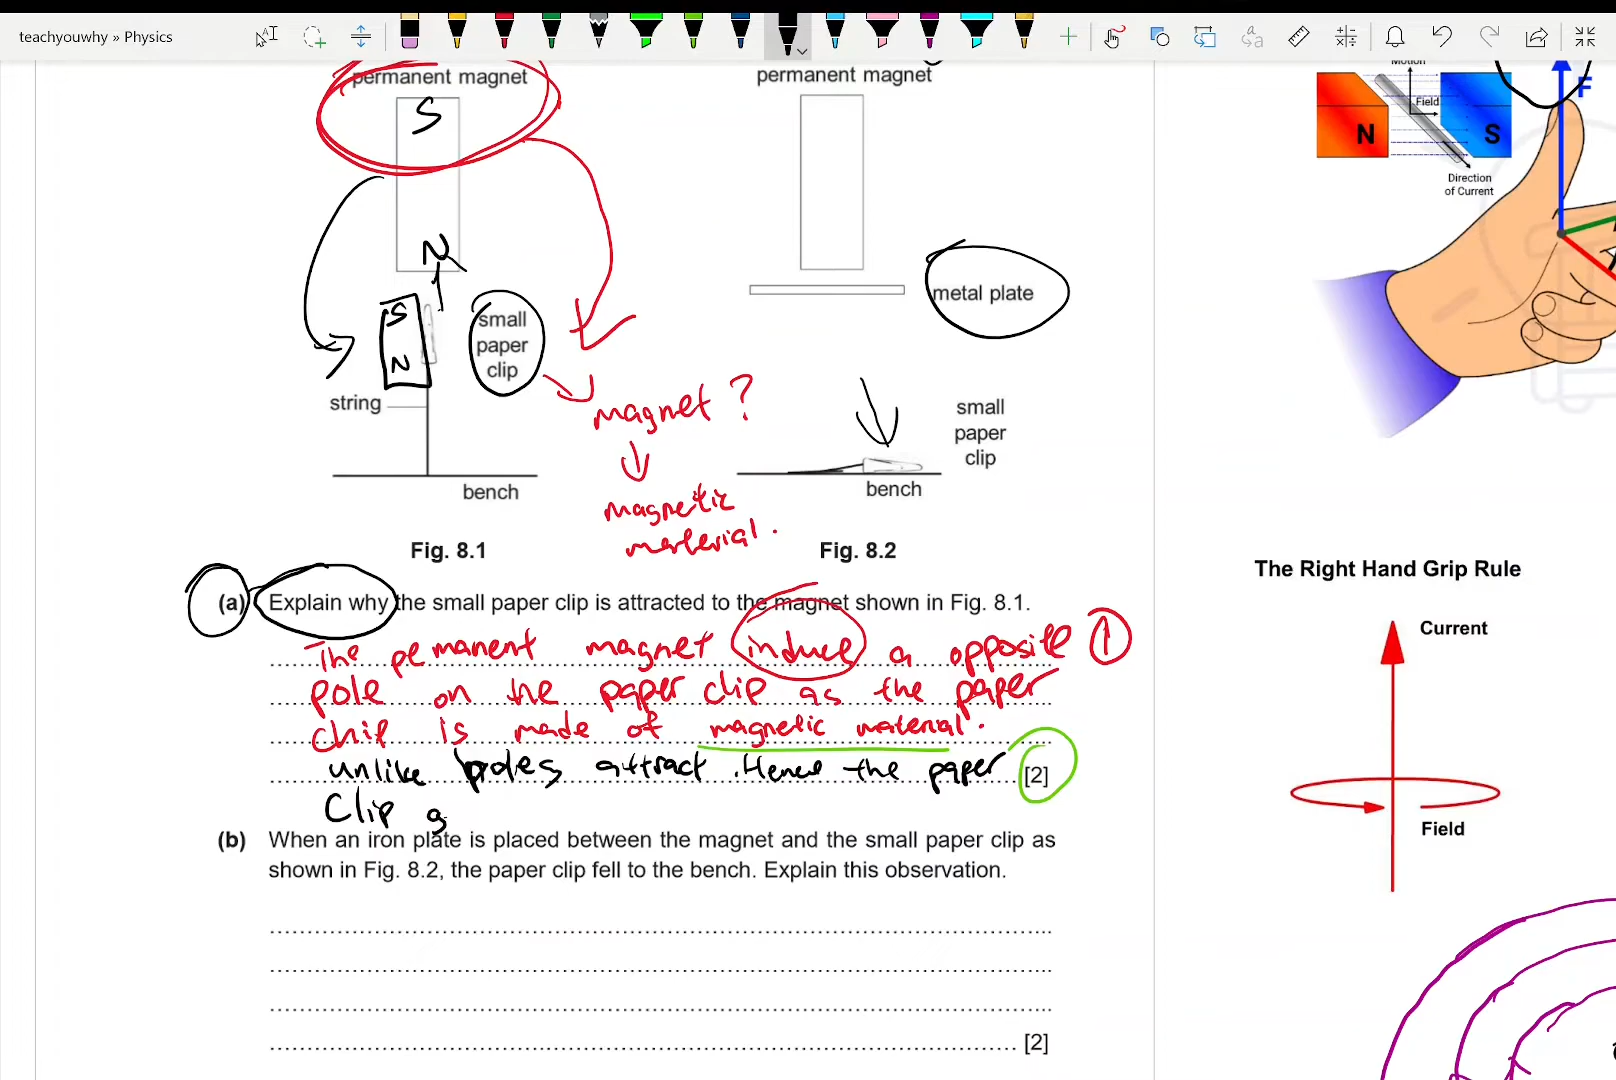 teachyouwhy » Physics
permanent magnet
S
N
S
N
small
paper
clip
string
bench
magnet ?
magnetic
material.
Fig. 8.1
permanent magnet
metal plate
small
paper
clip
bench
Fig. 8.2
(a) Explain why the small paper clip is attracted to the magnet shown in Fig. 8.1.
The permanent magnet induce a opposite 1
pole on the paper clip as the paper
chip is made of magnetic material.
unlike poles attract. Hence the paper [2]
Clip
(b) When an iron plate is placed between the magnet and the small paper clip as
shown in Fig. 8.2, the paper clip fell to the bench. Explain this observation.
[2]
Motion
Field
N
S
F
Direction
of Current
The Right Hand Grip Rule
Current
Field